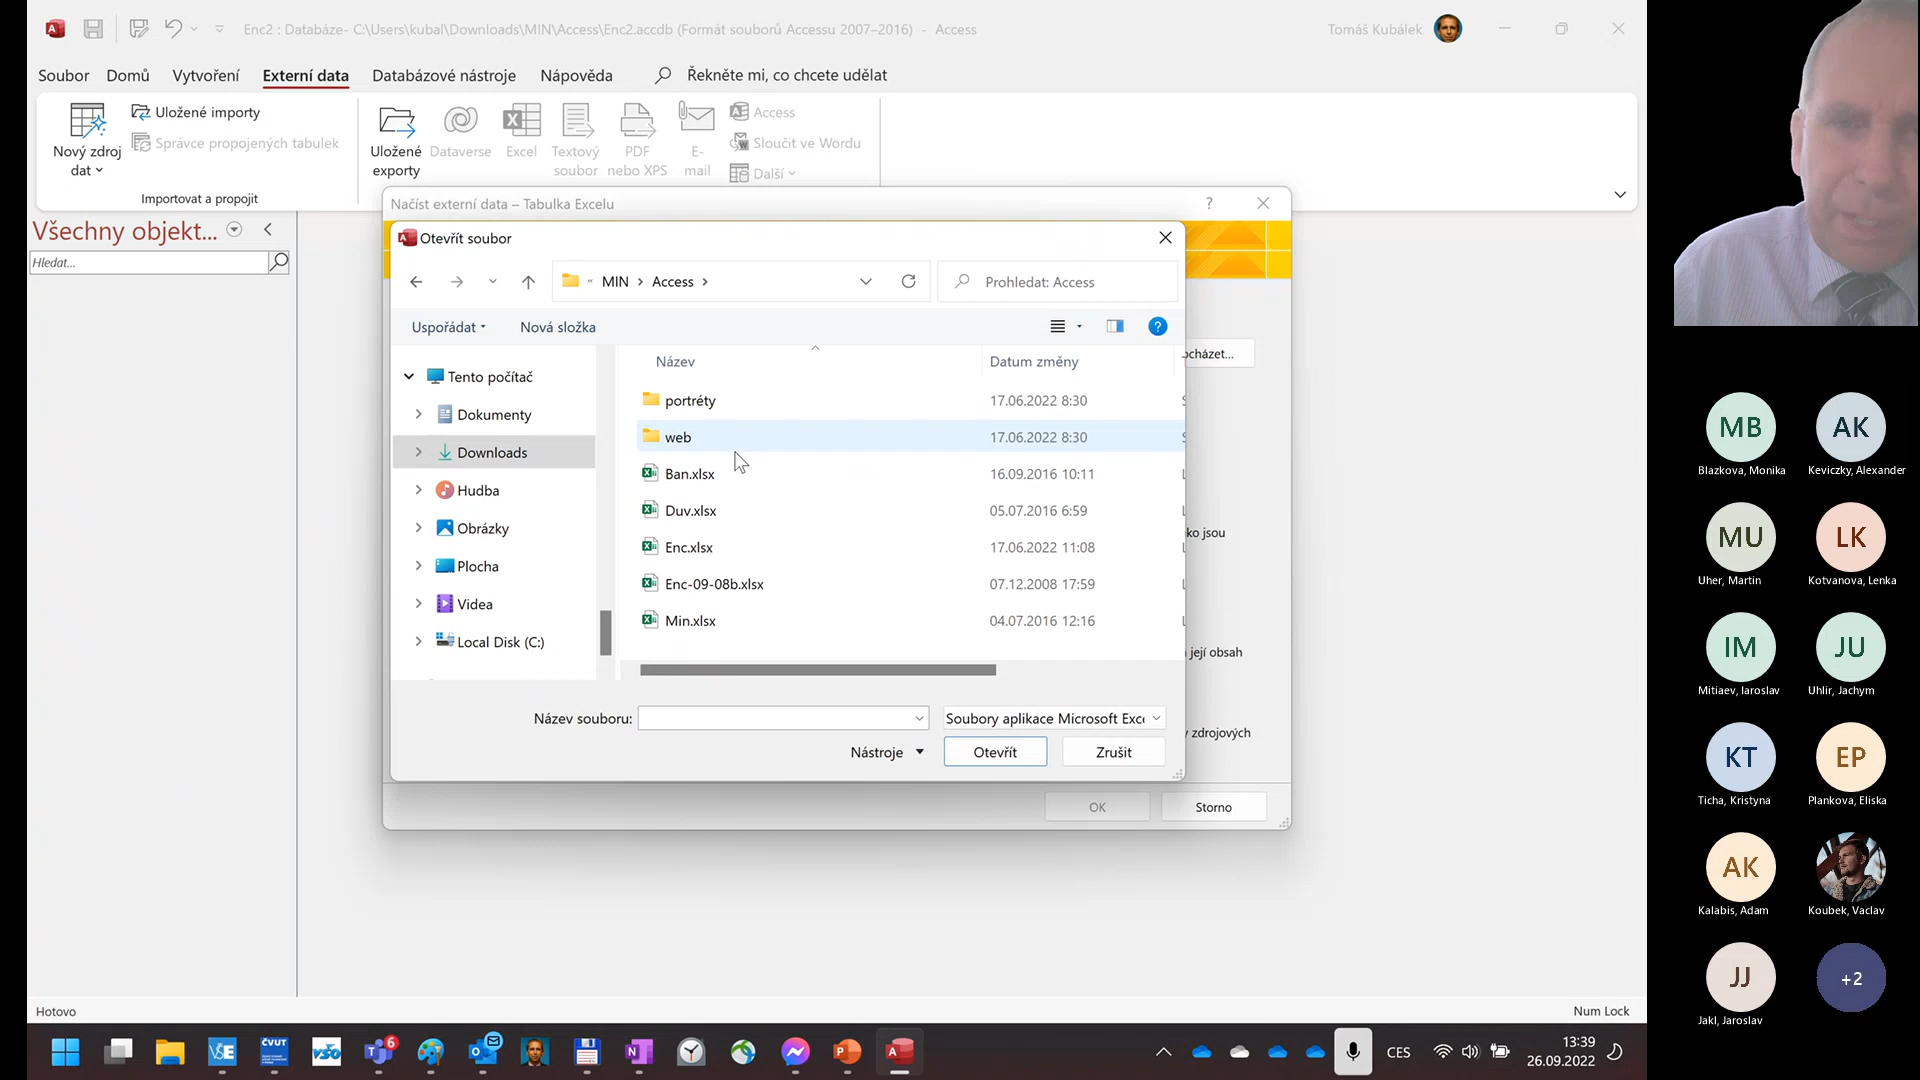 Enc2 : Databáze- C:\Users\kubal\Downloads\MIN\Access\Enc2.accdb (Formát souborů Accessu 2007–2016) - Access
Tomáš Kubálek
Soubor Domů Vytvoření Externí data Databázové nástroje Nápověda Řekněte mi, co chcete udělat
Nový zdroj dat
Uložené importy
Správce propojených tabulek
Importovat a propojit
Uložené exporty
Dataverse
Excel
Textový soubor
PDF nebo XPS
E-mail
Access
Sloučit ve Wordu
Další
Všechny objekt...
Hledat...
Načíst externí data – Tabulka Excelu
?
Otevřít soubor
« MIN > Access >
Prohledat: Access
Uspořádat
Nová složka
?
Tento počítač
Dokumenty
Downloads
Hudba
Obrázky
Plocha
Videa
Local Disk (C:)
Název Datum změny
portréty 17.06.2022 8:30
web 17.06.2022 8:30
Ban.xlsx 16.09.2016 10:11
Duv.xlsx 05.07.2016 6:59
Enc.xlsx 17.06.2022 11:08
Enc-09-08b.xlsx 07.12.2008 17:59
Min.xlsx 04.07.2016 12:16
Název souboru:
Soubory aplikace Microsoft Exce
Nástroje
Otevřít
Zrušit
ocházet...
ko jsou
její obsah
y zdrojových
OK
Storno
Hotovo
Num Lock
MB
Blazkova, Monika
AK
Keviczky, Alexander
MU
Uher, Martin
LK
Kotvanova, Lenka
IM
Mitiaev, Iaroslav
JU
Uhlir, Jachym
KT
Ticha, Kristyna
EP
Plankova, Eliska
AK
Kalabis, Adam
Koubek, Vaclav
JJ
Jakl, Jaroslav
+2
VŠE
ČVUT
VŠO
6
CES
13:39
26.09.2022